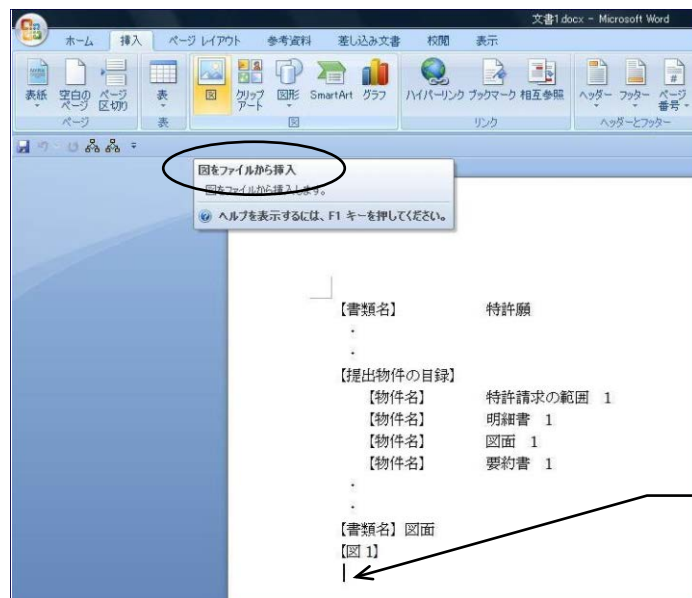 文書1.docx - Microsoft Word
ホーム 挿入 ページ レイアウト 参考資料 差し込み文書 校閲 表示
表紙 空白のページ ページ区切り 表 図 クリップアート 図形 SmartArt グラフ ハイパーリンク ブックマーク 相互参照 ヘッダー フッター ページ番号
ページ 表 図 リンク ヘッダーとフッター
図をファイルから挿入
図をファイルから挿入します。
ヘルプを表示するには、F1 キーを押してください。
【書類名】 特許願
・
・
【提出物件の目録】
【物件名】 特許請求の範囲 1
【物件名】 明細書 1
【物件名】 図面 1
【物件名】 要約書 1
・
・
【書類名】図面
【図 1】